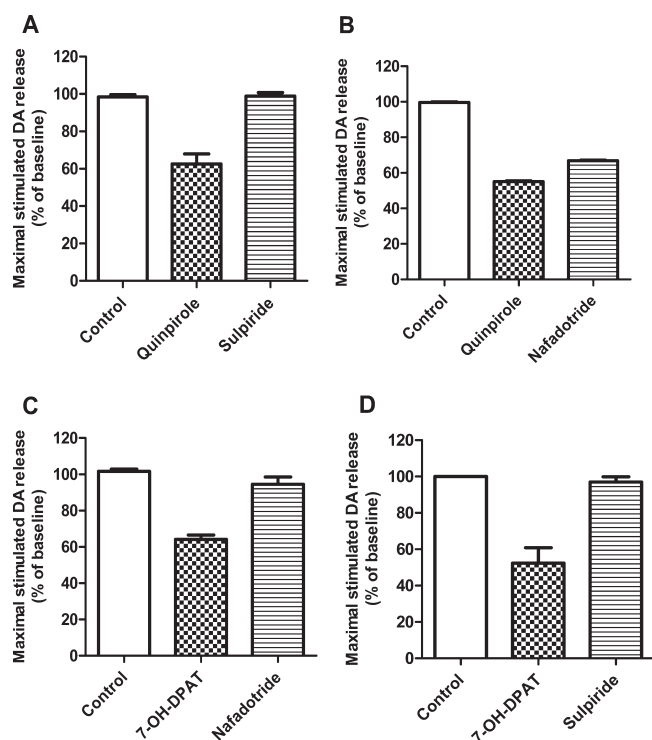 A
Maximal stimulated DA release
(% of baseline)
120
100
80
60
40
20
0
Control
Quinpirole
Sulpiride
B
Maximal stimulated DA release
(% of baseline)
120
100
80
60
40
20
0
Control
Quinpirole
Nafadotride
C
Maximal stimulated DA release
(% of baseline)
120
100
80
60
40
20
0
Control
7-OH-DPAT
Nafadotride
D
Maximal stimulated DA release
(% of baseline)
120
100
80
60
40
20
0
Control
7-OH-DPAT
Sulpiride